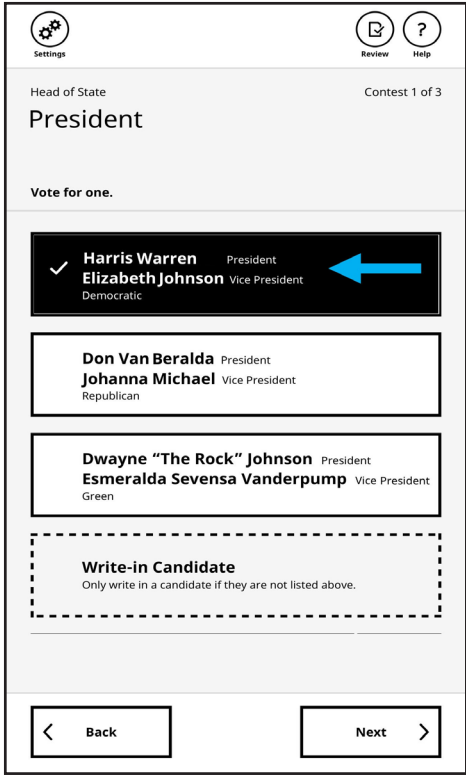 Settings
Review
Help
Head of State
Contest 1 of 3
President
Vote for one.
Harris Warren President
Elizabeth Johnson Vice President
Democratic
Don Van Beralda President
Johanna Michael Vice President
Republican
Dwayne “The Rock” Johnson President
Esmeralda Sevensa Vanderpump Vice President
Green
Write-in Candidate
Only write in a candidate if they are not listed above.
Back
Next